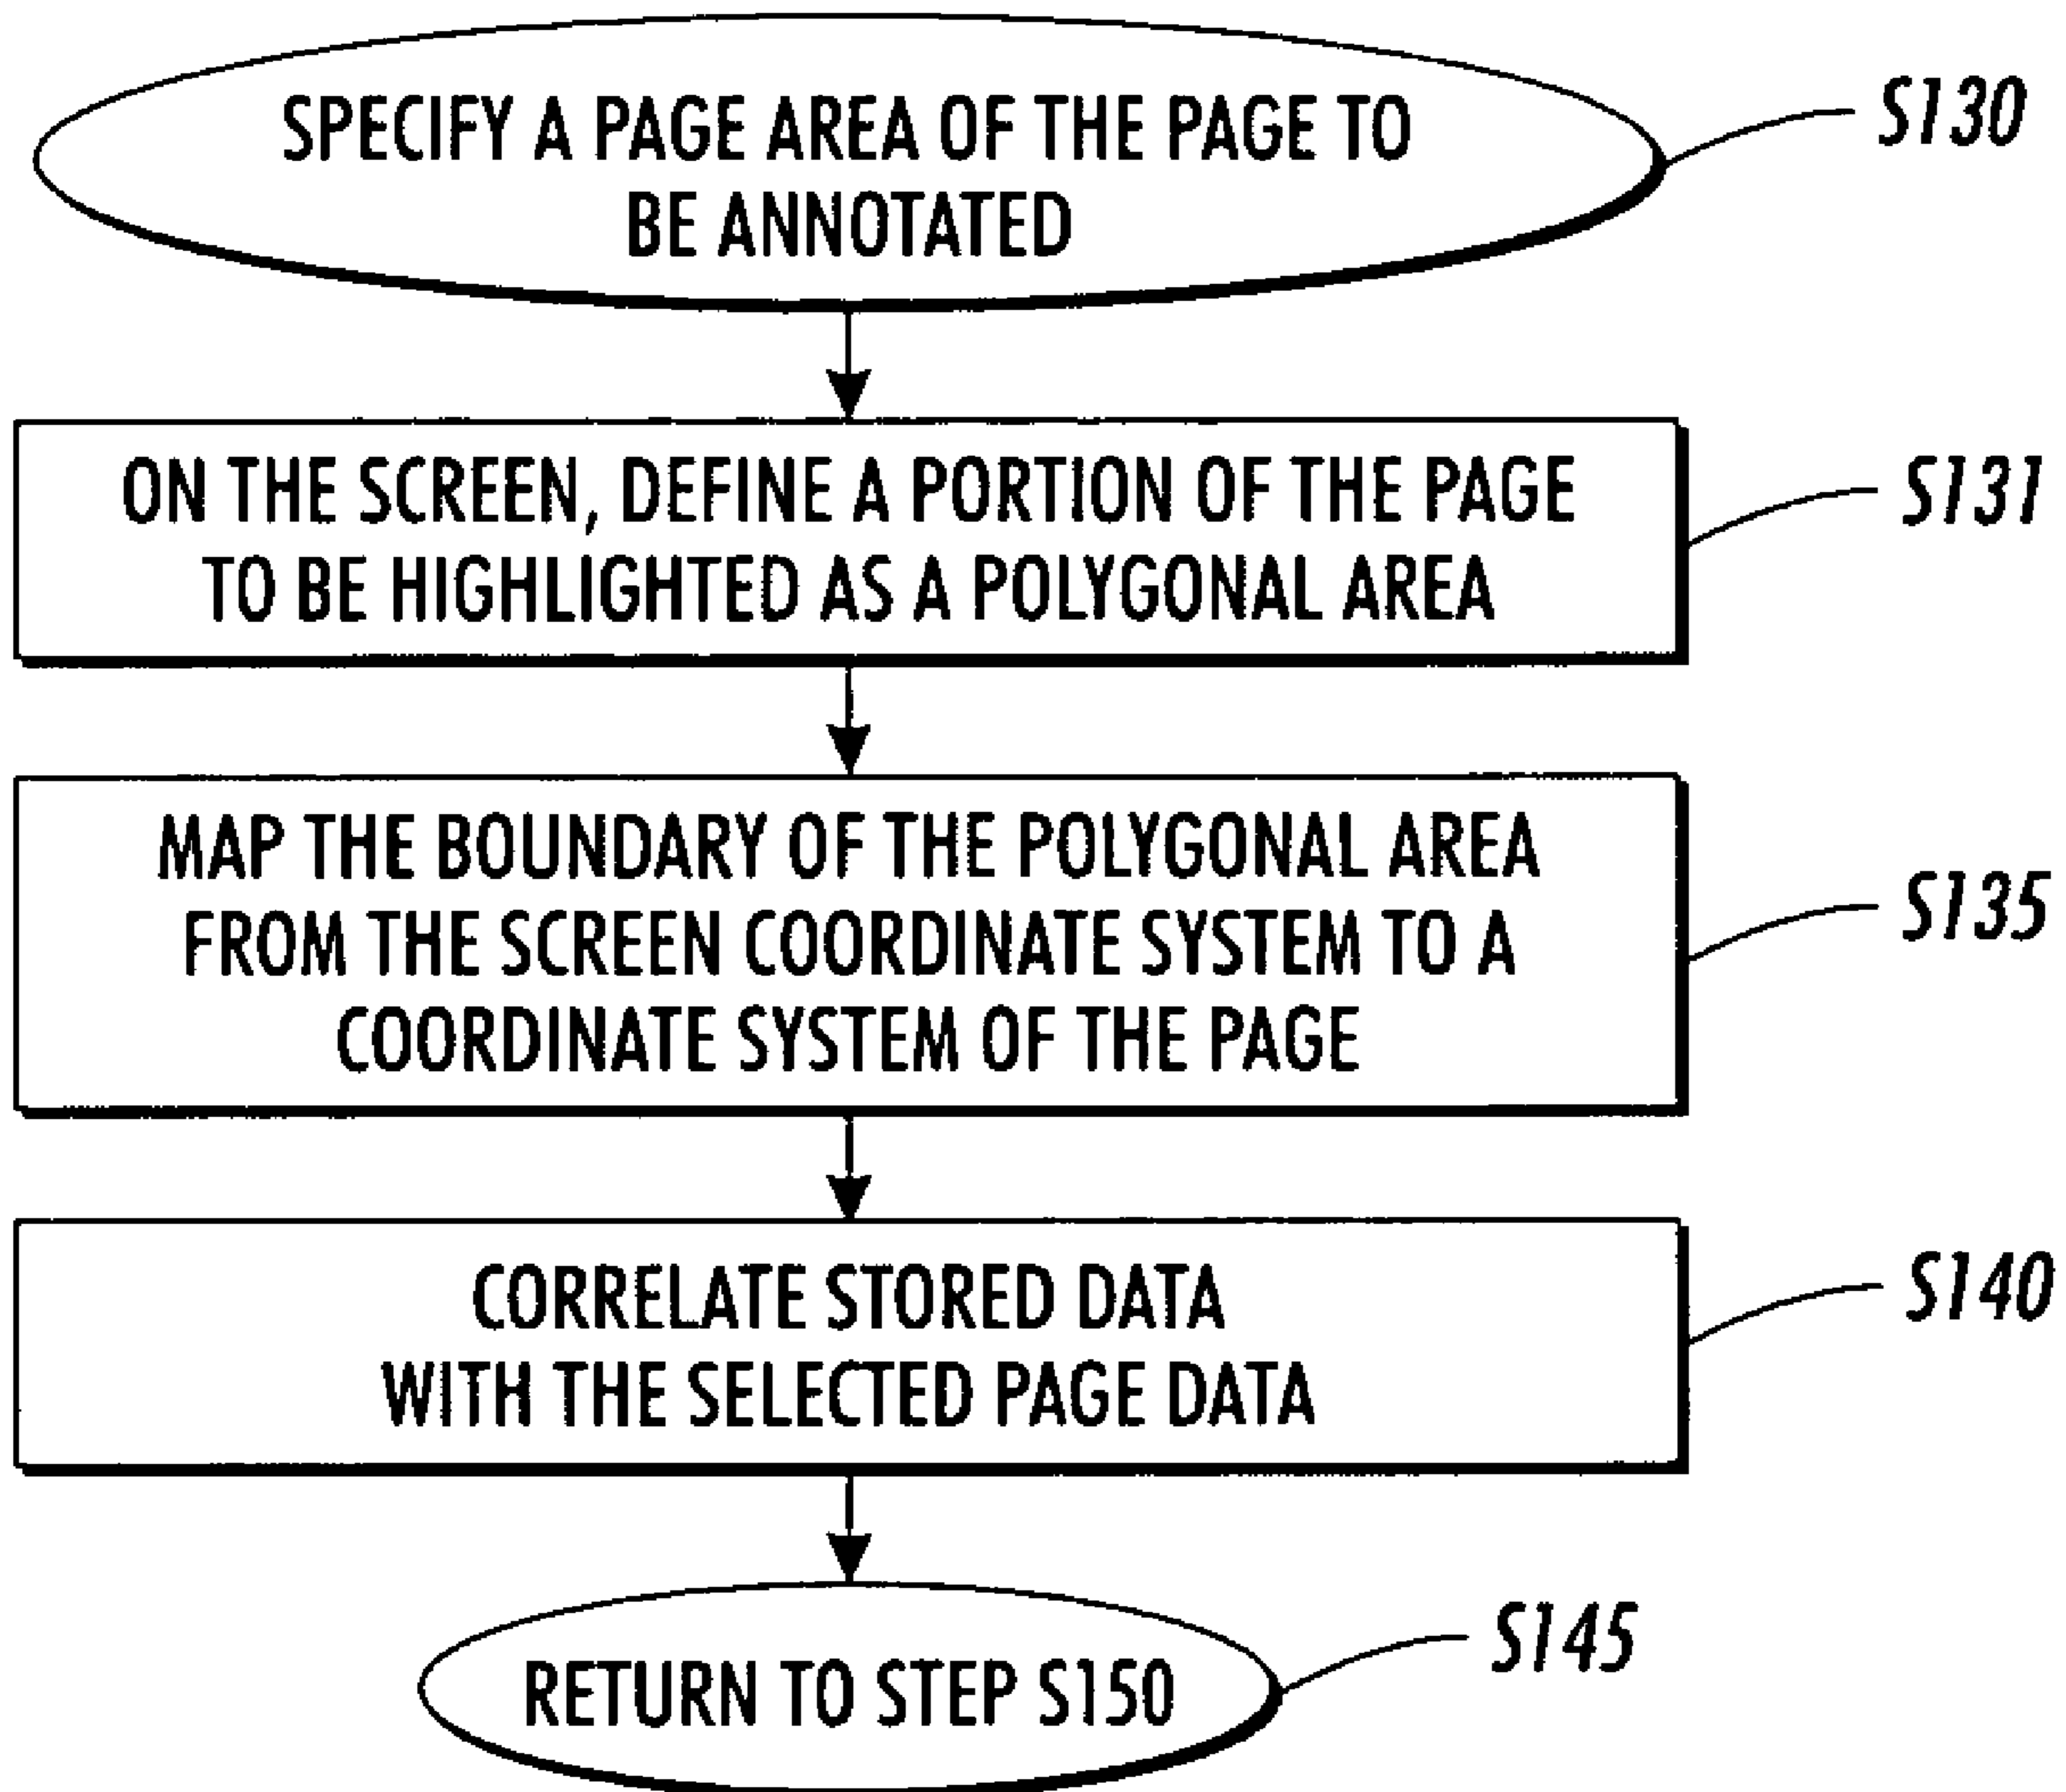 SPECIFY A PAGE AREA OF THE PAGE TO
BE ANNOTATED
S130
ON THE SCREEN, DEFINE A PORTION OF THE PAGE
TO BE HIGHLIGHTED AS A POLYGONAL AREA
S131
MAP THE BOUNDARY OF THE POLYGONAL AREA
FROM THE SCREEN COORDINATE SYSTEM TO A
COORDINATE SYSTEM OF THE PAGE
S135
CORRELATE STORED DATA
WITH THE SELECTED PAGE DATA
S140
RETURN TO STEP S150
S145